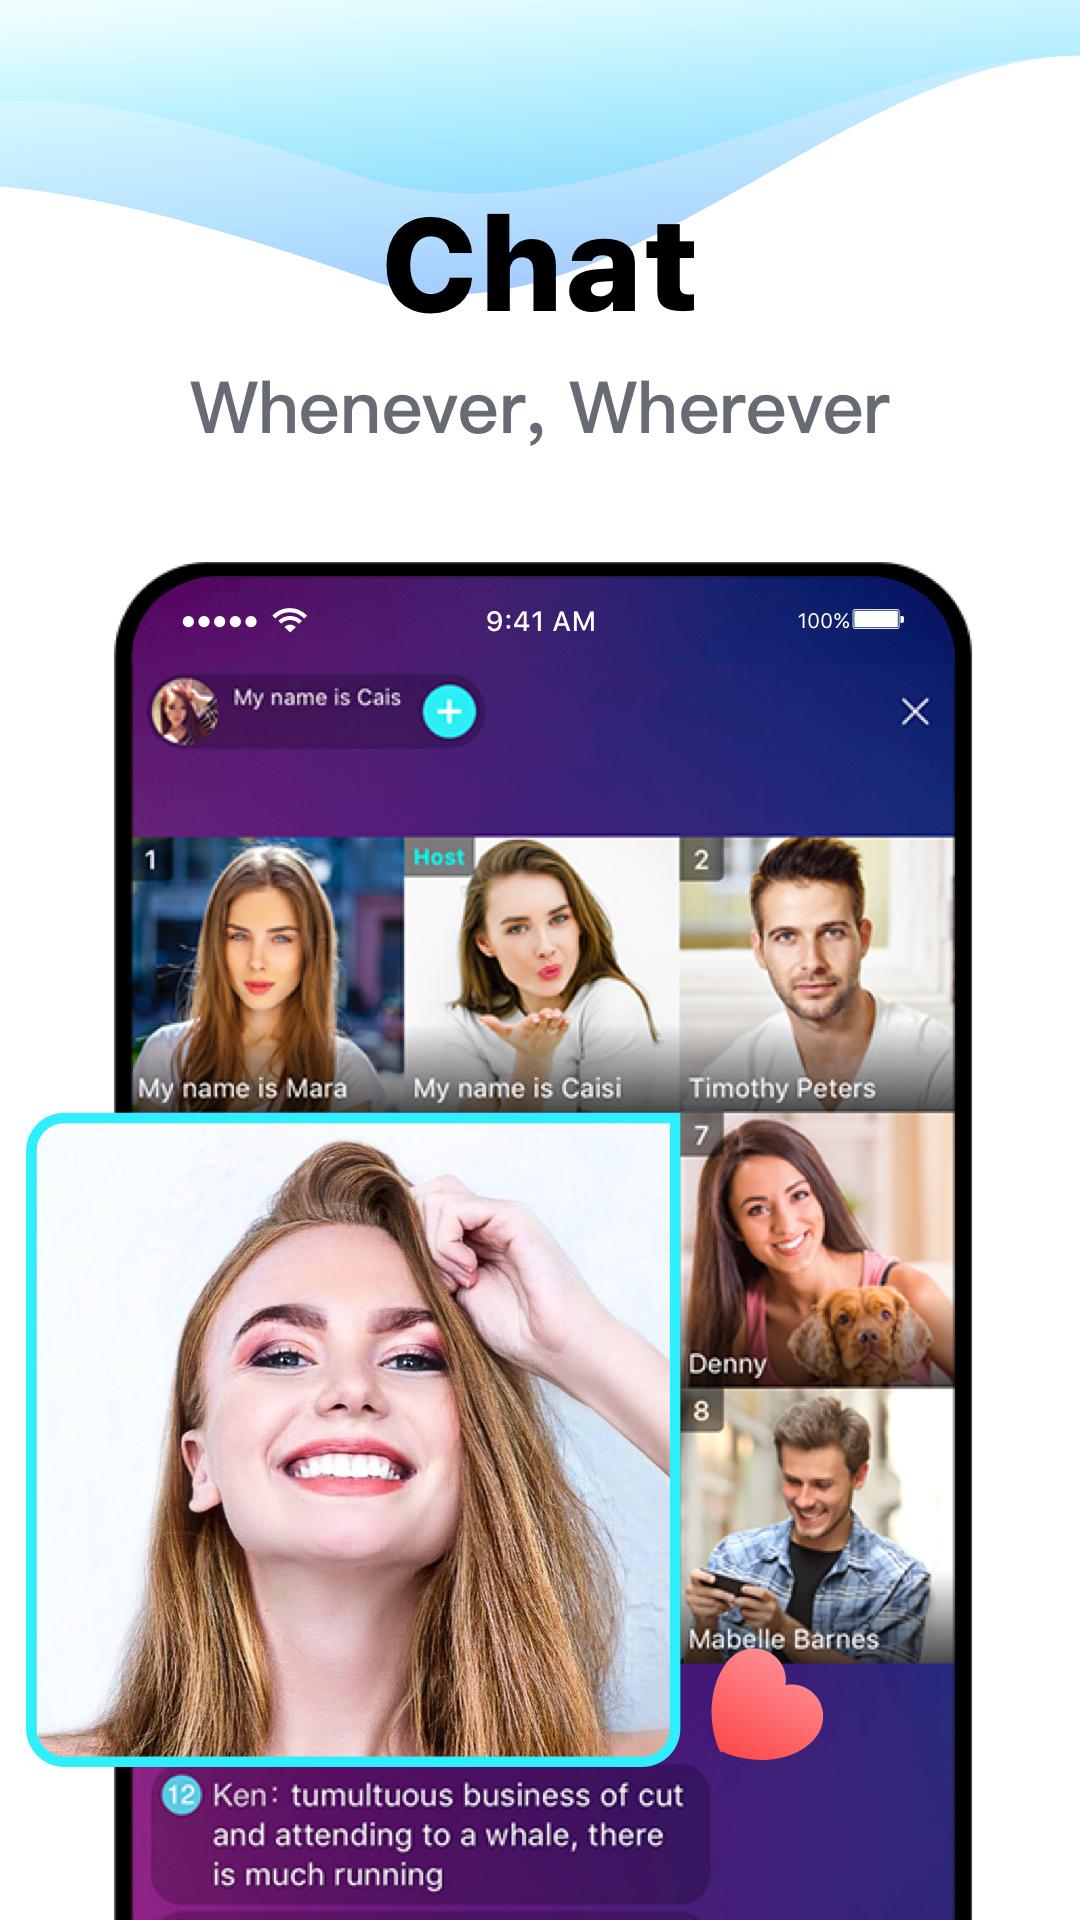 Chat
Whenever, Wherever
9:41 AM
100%
My name is Cais
1
Host
2
My name is Mara
My name is Caisi
Timothy Peters
7
Denny
8
Mabelle Barnes
12 Ken: tumultuous business of cut
and attending to a whale, there
is much running